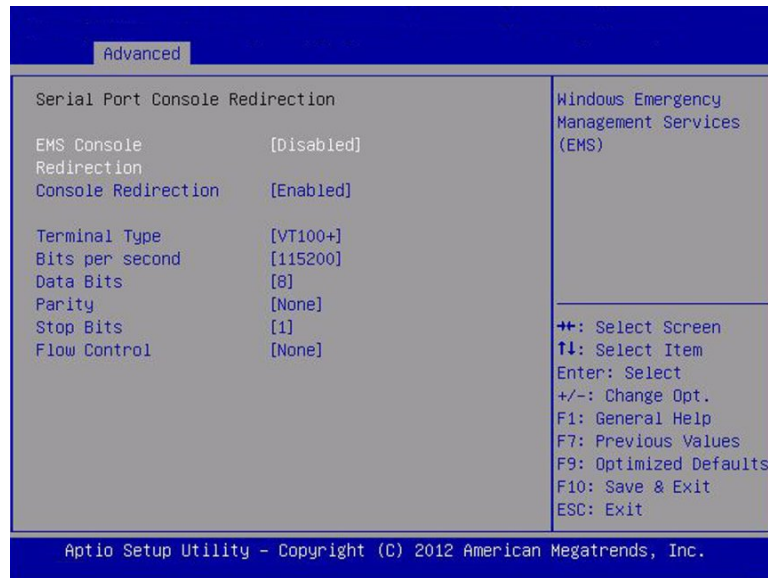 Advanced
Serial Port Console Redirection
EMS Console [Disabled]
Redirection
Console Redirection [Enabled]
Terminal Type [VT100+]
Bits per second [115200]
Data Bits [8]
Parity [None]
Stop Bits [1]
Flow Control [None]
Windows Emergency
Management Services
(EMS)
→←: Select Screen
↑↓: Select Item
Enter: Select
+/-: Change Opt.
F1: General Help
F7: Previous Values
F9: Optimized Defaults
F10: Save & Exit
ESC: Exit
Aptio Setup Utility - Copyright (C) 2012 American Megatrends, Inc.